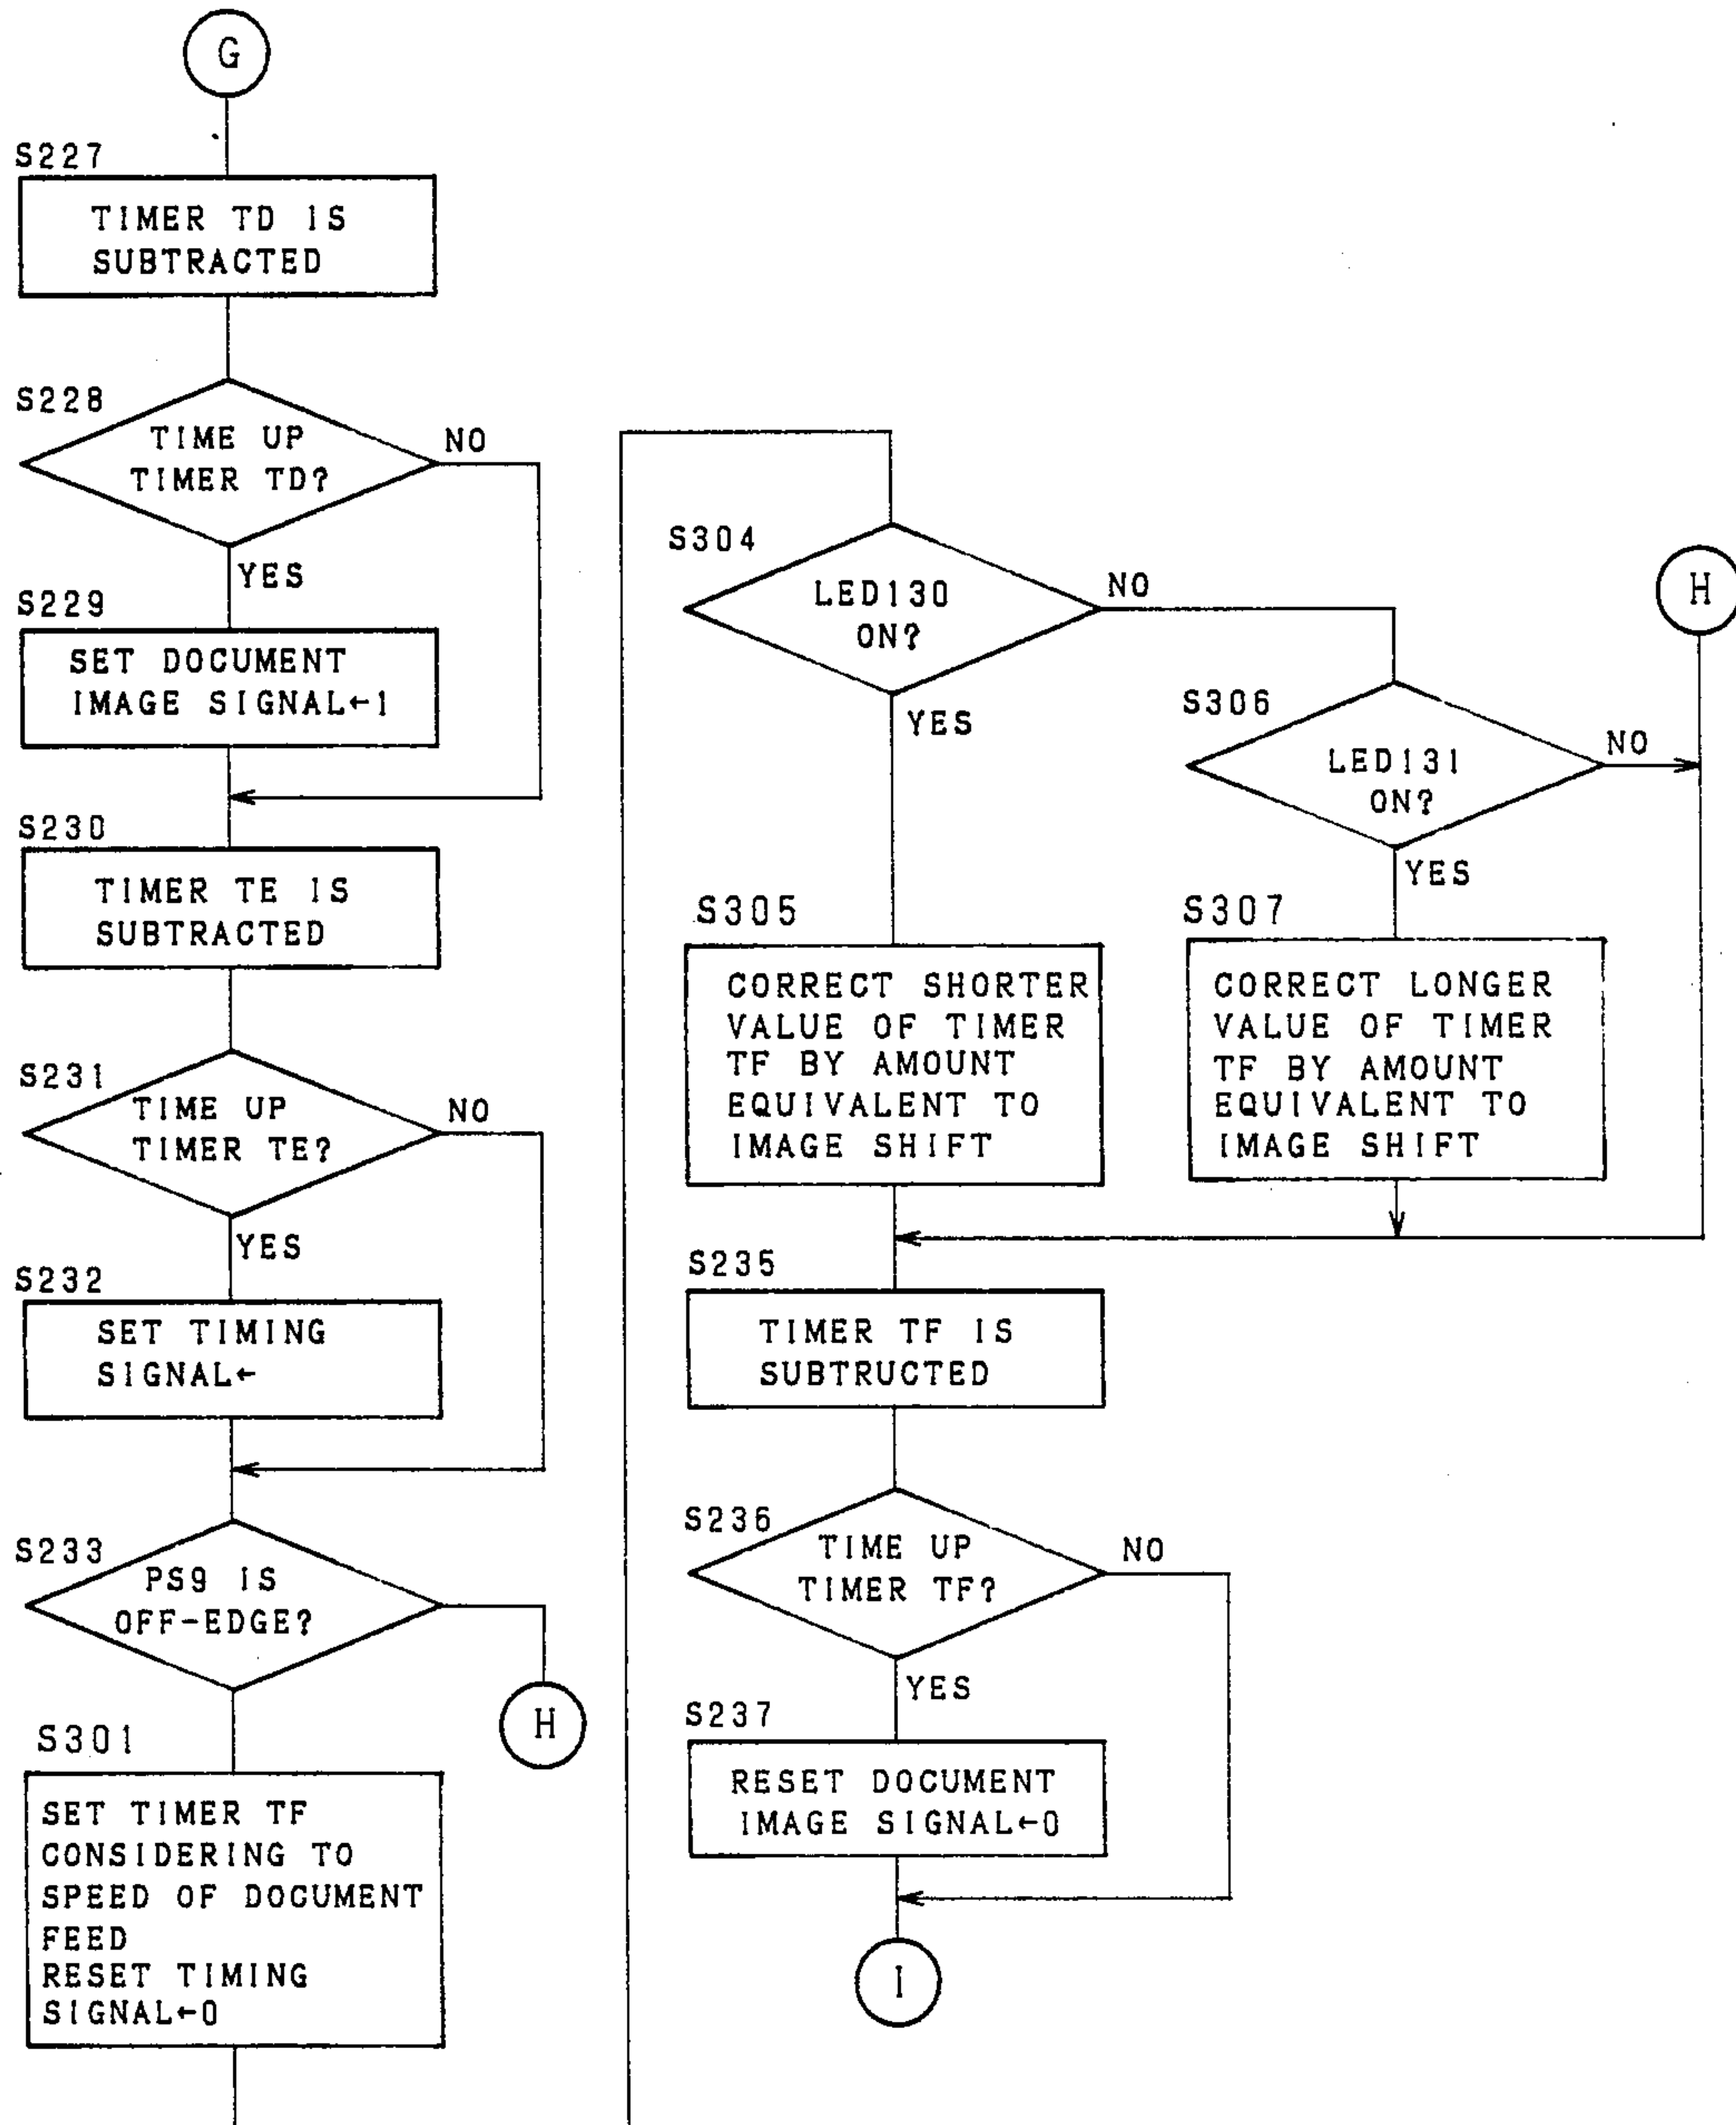 G
S227
TIMER TD IS
SUBTRACTED
S228
TIME UP
TIMER TD?
NO
YES
S229
SET DOCUMENT
IMAGE SIGNAL←1
S230
TIMER TE IS
SUBTRACTED
S231
TIME UP
TIMER TE?
NO
YES
S232
SET TIMING
SIGNAL←
S233
PS9 IS
OFF-EDGE?
H
S301
SET TIMER TF
CONSIDERING TO
SPEED OF DOCUMENT
FEED
RESET TIMING
SIGNAL←0
S304
LED130
ON?
NO
YES
S305
CORRECT SHORTER
VALUE OF TIMER
TF BY AMOUNT
EQUIVALENT TO
IMAGE SHIFT
H
S306
LED131
ON?
NO
YES
S307
CORRECT LONGER
VALUE OF TIMER
TF BY AMOUNT
EQUIVALENT TO
IMAGE SHIFT
S235
TIMER TF IS
SUBTRUCTED
S236
TIME UP
TIMER TF?
NO
YES
S237
RESET DOCUMENT
IMAGE SIGNAL←0
I